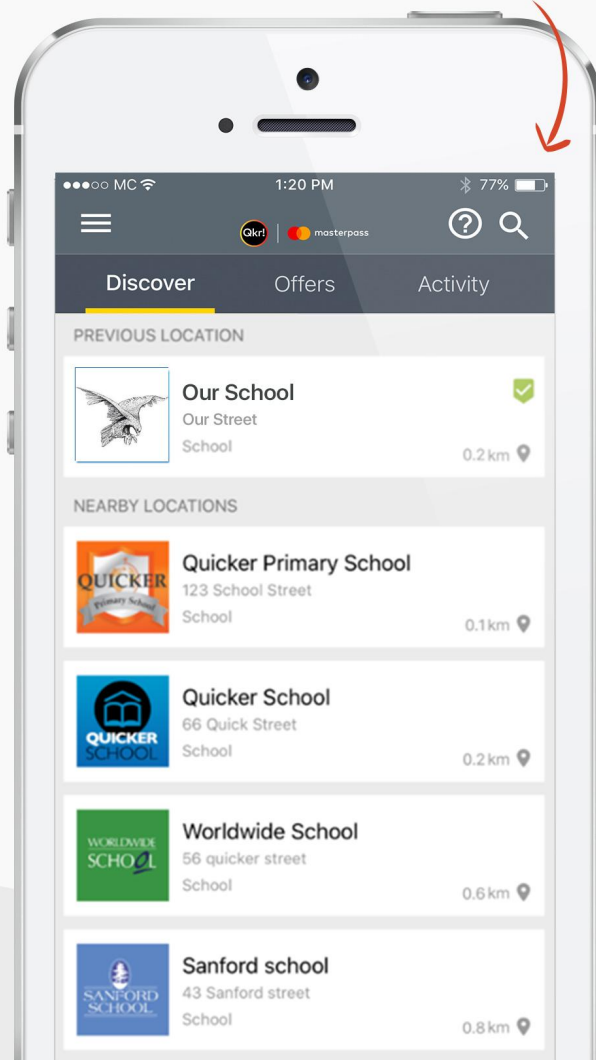 MC
1:20 PM
77%
Qkr!
masterpass
Discover
Offers
Activity
PREVIOUS LOCATION
Our School
Our Street
School
0.2 km
NEARBY LOCATIONS
QUICKER
Primary School
Quicker Primary School
123 School Street
School
0.1 km
QUICKER
SCHOOL
Quicker School
66 Quick Street
School
0.2 km
WORLDWIDE
SCHOOL
Worldwide School
56 quicker street
School
0.6 km
SANFORD
SCHOOL
Sanford school
43 Sanford street
School
0.8 km